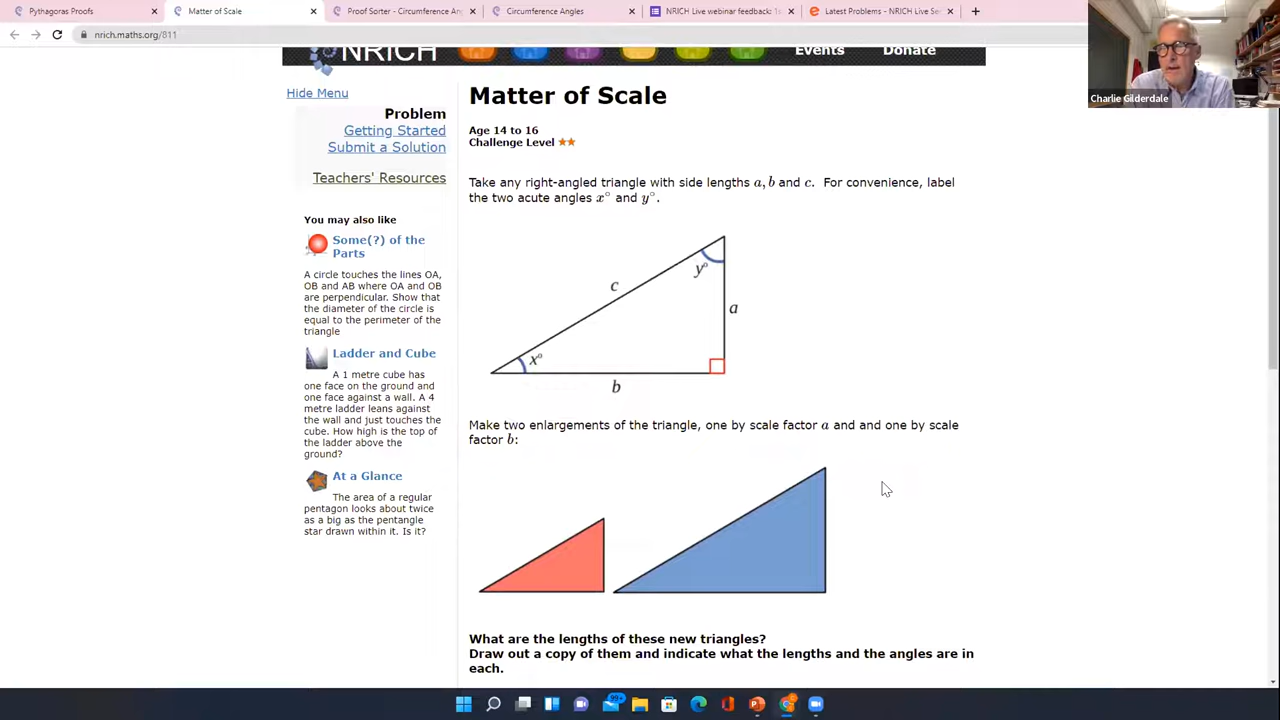 Pythagoras Proofs
Matter of Scale
Proof Sorter - Circumference An
Circumference Angles
NRICH Live webinar feedback: 1
Latest Problems - NRICH Live Se
nrich.maths.org/811
NRICH
Events
Donate
Charlie Gilderdale
Hide Menu
Problem
Getting Started
Submit a Solution
Teachers' Resources
You may also like
Some(?) of the
Parts
A circle touches the lines OA,
OB and AB where OA and OB
are perpendicular. Show that
the diameter of the circle is
equal to the perimeter of the
triangle
Ladder and Cube
A 1 metre cube has
one face on the ground and
one face against a wall. A 4
metre ladder leans against
the wall and just touches the
cube. How high is the top of
the ladder above the
ground?
At a Glance
The area of a regular
pentagon looks about twice
as a big as the pentangle
star drawn within it. Is it?
Matter of Scale
Age 14 to 16
Challenge Level ★★
Take any right-angled triangle with side lengths a, b and c. For convenience, label
the two acute angles x° and y°.
y°
c
a
x°
b
Make two enlargements of the triangle, one by scale factor a and and one by scale
factor b:
What are the lengths of these new triangles?
Draw out a copy of them and indicate what the lengths and the angles are in
each.
99+